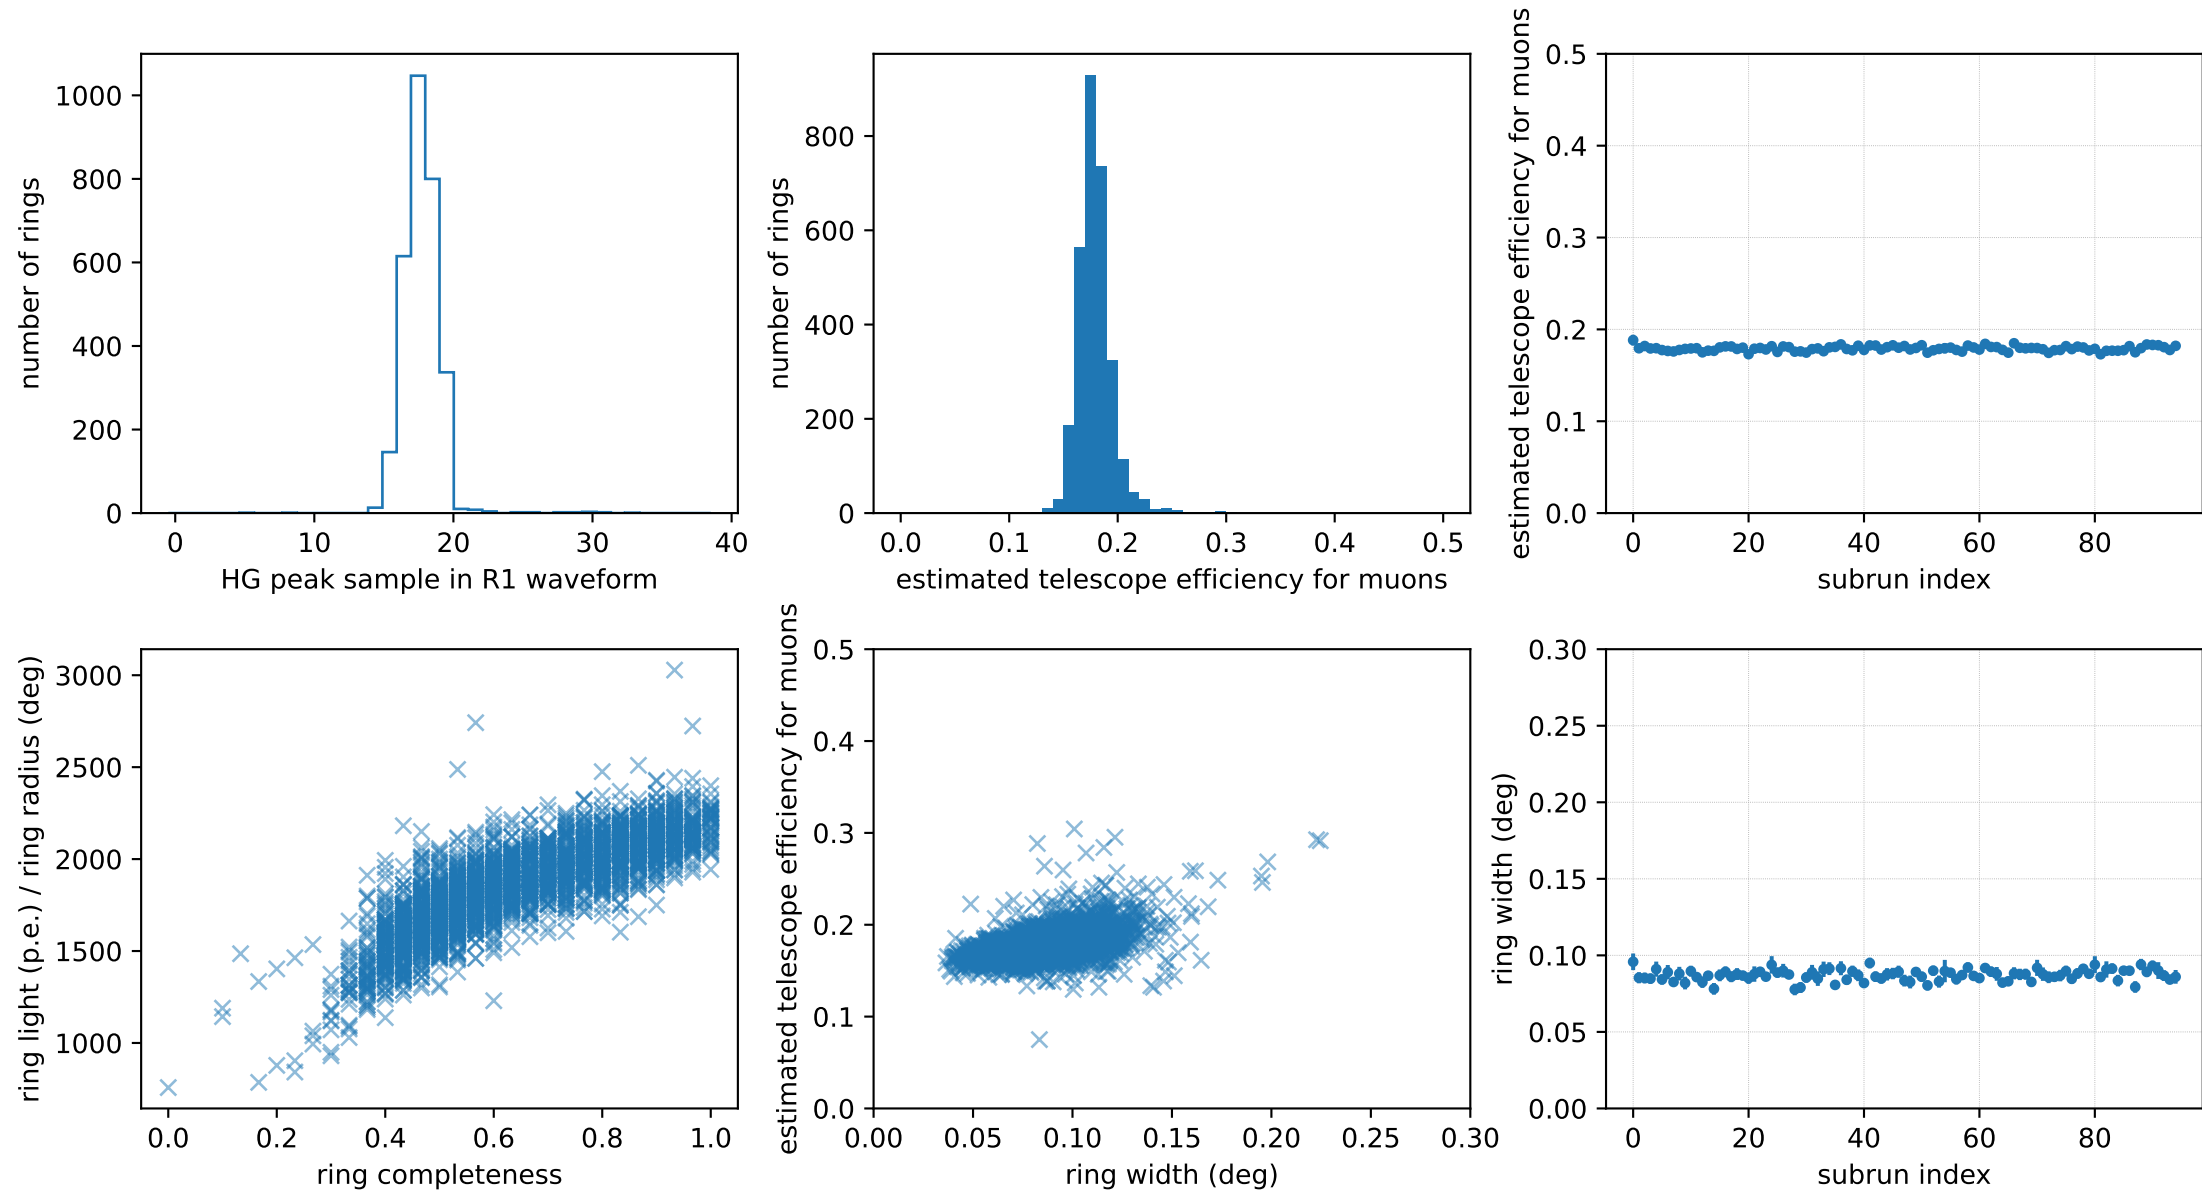 number of rings
1000
800
600
400
200
0
0 10 20 30 40
HG peak sample in R1 waveform
number of rings
800
600
400
200
0
0.0 0.1 0.2 0.3 0.4 0.5
estimated telescope efficiency for muons
estimated telescope efficiency for muons
0.5
0.4
0.3
0.2
0.1
0.0
0 20 40 60 80
subrun index
ring light (p.e.) / ring radius (deg)
3000
2500
2000
1500
1000
0.0 0.2 0.4 0.6 0.8 1.0
ring completeness
estimated telescope efficiency for muons
0.5
0.4
0.3
0.2
0.1
0.0
0.00 0.05 0.10 0.15 0.20 0.25 0.30
ring width (deg)
ring width (deg)
0.30
0.25
0.20
0.15
0.10
0.05
0.00
0 20 40 60 80
subrun index